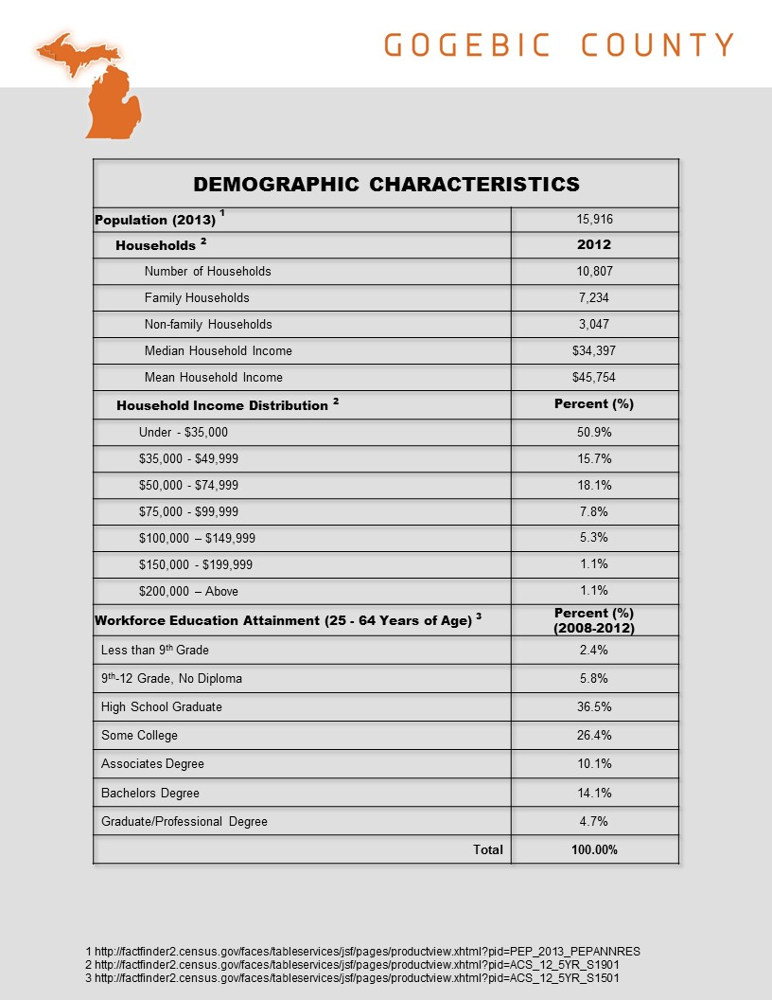 GOGEBIC COUNTY
DEMOGRAPHIC CHARACTERISTICS
Population (2013) 1 15,916
Households 2 2012
Number of Households 10,807
Family Households 7,234
Non-family Households 3,047
Median Household Income $34,397
Mean Household Income $45,754
Household Income Distribution 2 Percent (%)
Under - $35,000 50.9%
$35,000 - $49,999 15.7%
$50,000 - $74,999 18.1%
$75,000 - $99,999 7.8%
$100,000 – $149,999 5.3%
$150,000 - $199,999 1.1%
$200,000 – Above 1.1%
Workforce Education Attainment (25 - 64 Years of Age) 3 Percent (%)
(2008-2012)
Less than 9th Grade 2.4%
9th-12 Grade, No Diploma 5.8%
High School Graduate 36.5%
Some College 26.4%
Associates Degree 10.1%
Bachelors Degree 14.1%
Graduate/Professional Degree 4.7%
Total 100.00%
1 http://factfinder2.census.gov/faces/tableservices/jsf/pages/productview.xhtml?pid=PEP_2013_PEPANNRES
2 http://factfinder2.census.gov/faces/tableservices/jsf/pages/productview.xhtml?pid=ACS_12_5YR_S1901
3 http://factfinder2.census.gov/faces/tableservices/jsf/pages/productview.xhtml?pid=ACS_12_5YR_S1501